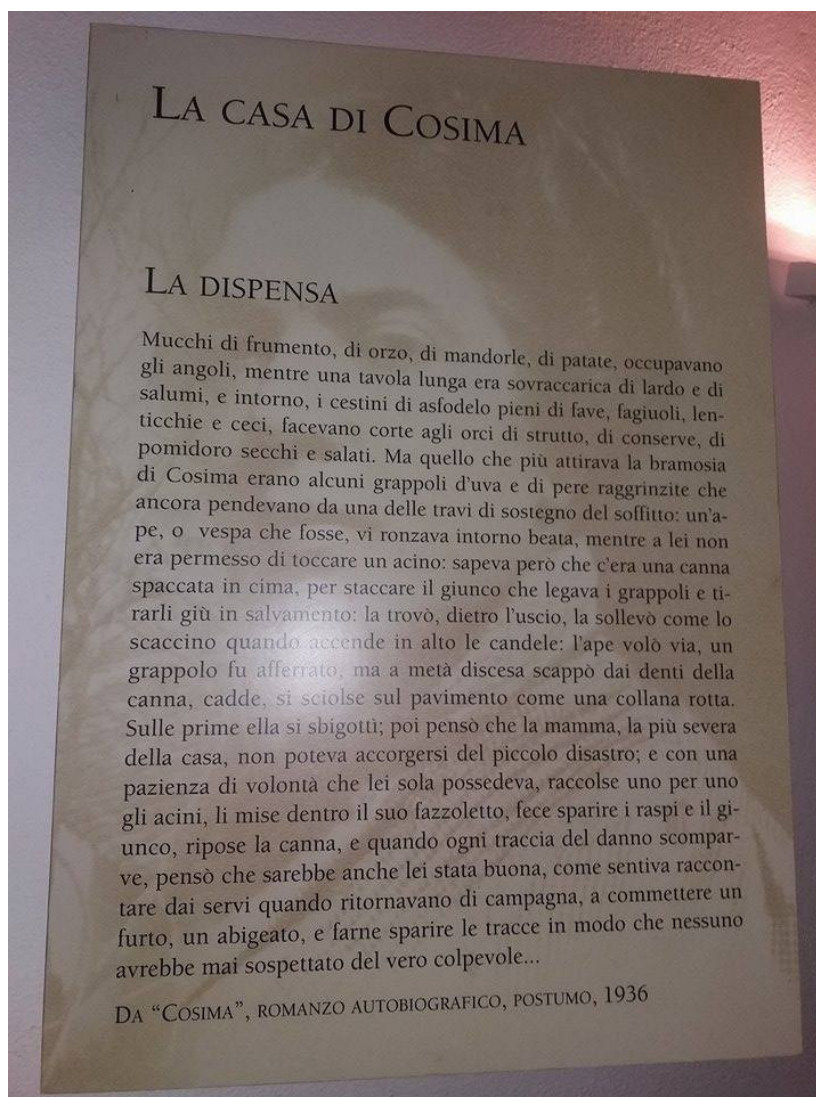 LA CASA DI COSIMA
LA DISPENSA
Mucchi di frumento, di orzo, di mandorle, di patate, occupavano
gli angoli, mentre una tavola lunga era sovraccarica di lardo e di
salumi, e intorno, i cestini di asfodelo pieni di fave, fagiuoli, len-
ticchie e ceci, facevano corte agli orci di strutto, di conserve, di
pomidoro secchi e salati. Ma quello che più attirava la bramosia
di Cosima erano alcuni grappoli d'uva e di pere raggrinzite che
ancora pendevano da una delle travi di sostegno del soffitto: un'a-
pe, o vespa che fosse, vi ronzava intorno beata, mentre a lei non
era permesso di toccare un acino: sapeva però che c'era una canna
spaccata in cima, per staccare il giunco che legava i grappoli e ti-
rarli giù in salvamento: la trovò, dietro l'uscio, la sollevò come lo
scaccino quando accende in alto le candele: l'ape volò via, un
grappolo fu afferrato, ma a metà discesa scappò dai denti della
canna, cadde, si sciolse sul pavimento come una collana rotta.
Sulle prime ella si sbigottì; poi pensò che la mamma, la più severa
della casa, non poteva accorgersi del piccolo disastro; e con una
pazienza di volontà che lei sola possedeva, raccolse uno per uno
gli acini, li mise dentro il suo fazzoletto, fece sparire i raspi e il gi-
unco, ripose la canna, e quando ogni traccia del danno scompar-
ve, pensò che sarebbe anche lei stata buona, come sentiva raccon-
tare dai servi quando ritornavano di campagna, a commettere un
furto, un abigeato, e farne sparire le tracce in modo che nessuno
avrebbe mai sospettato del vero colpevole...
DA "COSIMA", ROMANZO AUTOBIOGRAFICO, POSTUMO, 1936